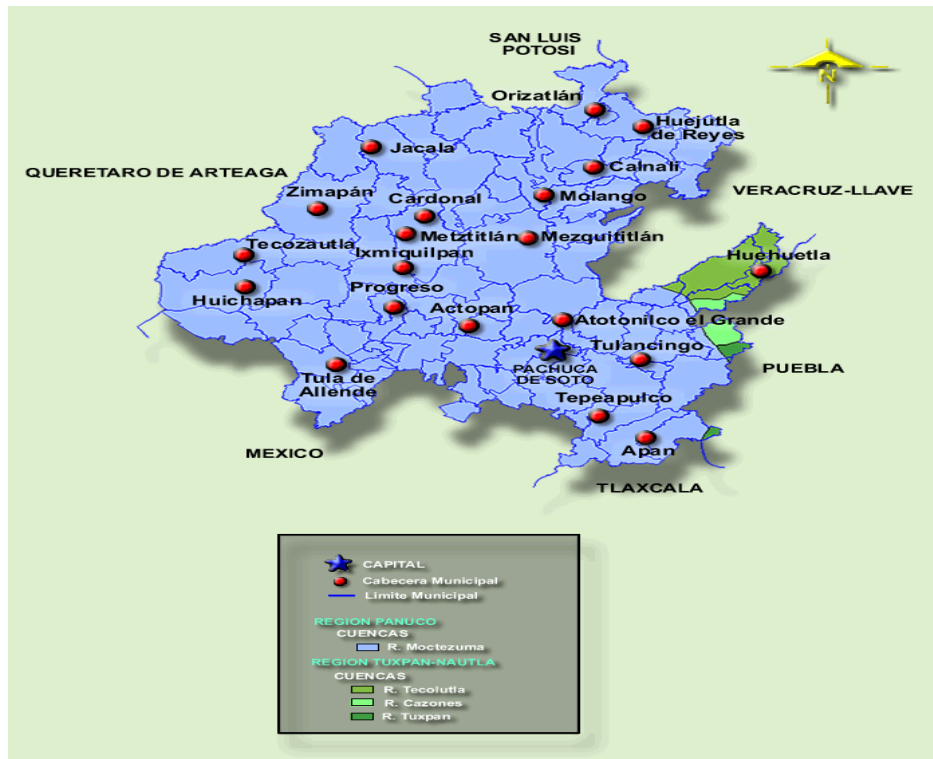 SAN LUIS
POTOSI
N
Orizatlán
Huejutla
de Reyes
Jacala
Calnali
QUERETARO DE ARTEAGA
VERACRUZ-LLAVE
Zimapán
Cardonal
Molango
Metztitlán
Mezquititlán
Tecozautla
Ixmiquilpan
Huehuetla
Huichapan
Progreso
Actopan
Atotonilco el Grande
Tulancingo
PACHUCA
DE SOTO
PUEBLA
Tula de
Allende
Tepeapulco
MEXICO
Apan
TLAXCALA
CAPITAL
Cabecera Municipal
Limite Municipal
REGION PANUCO
CUENCAS
R. Moctezuma
REGION TUXPAN-NAUTLA
CUENCAS
R. Tecolutla
R. Cazones
R. Tuxpan